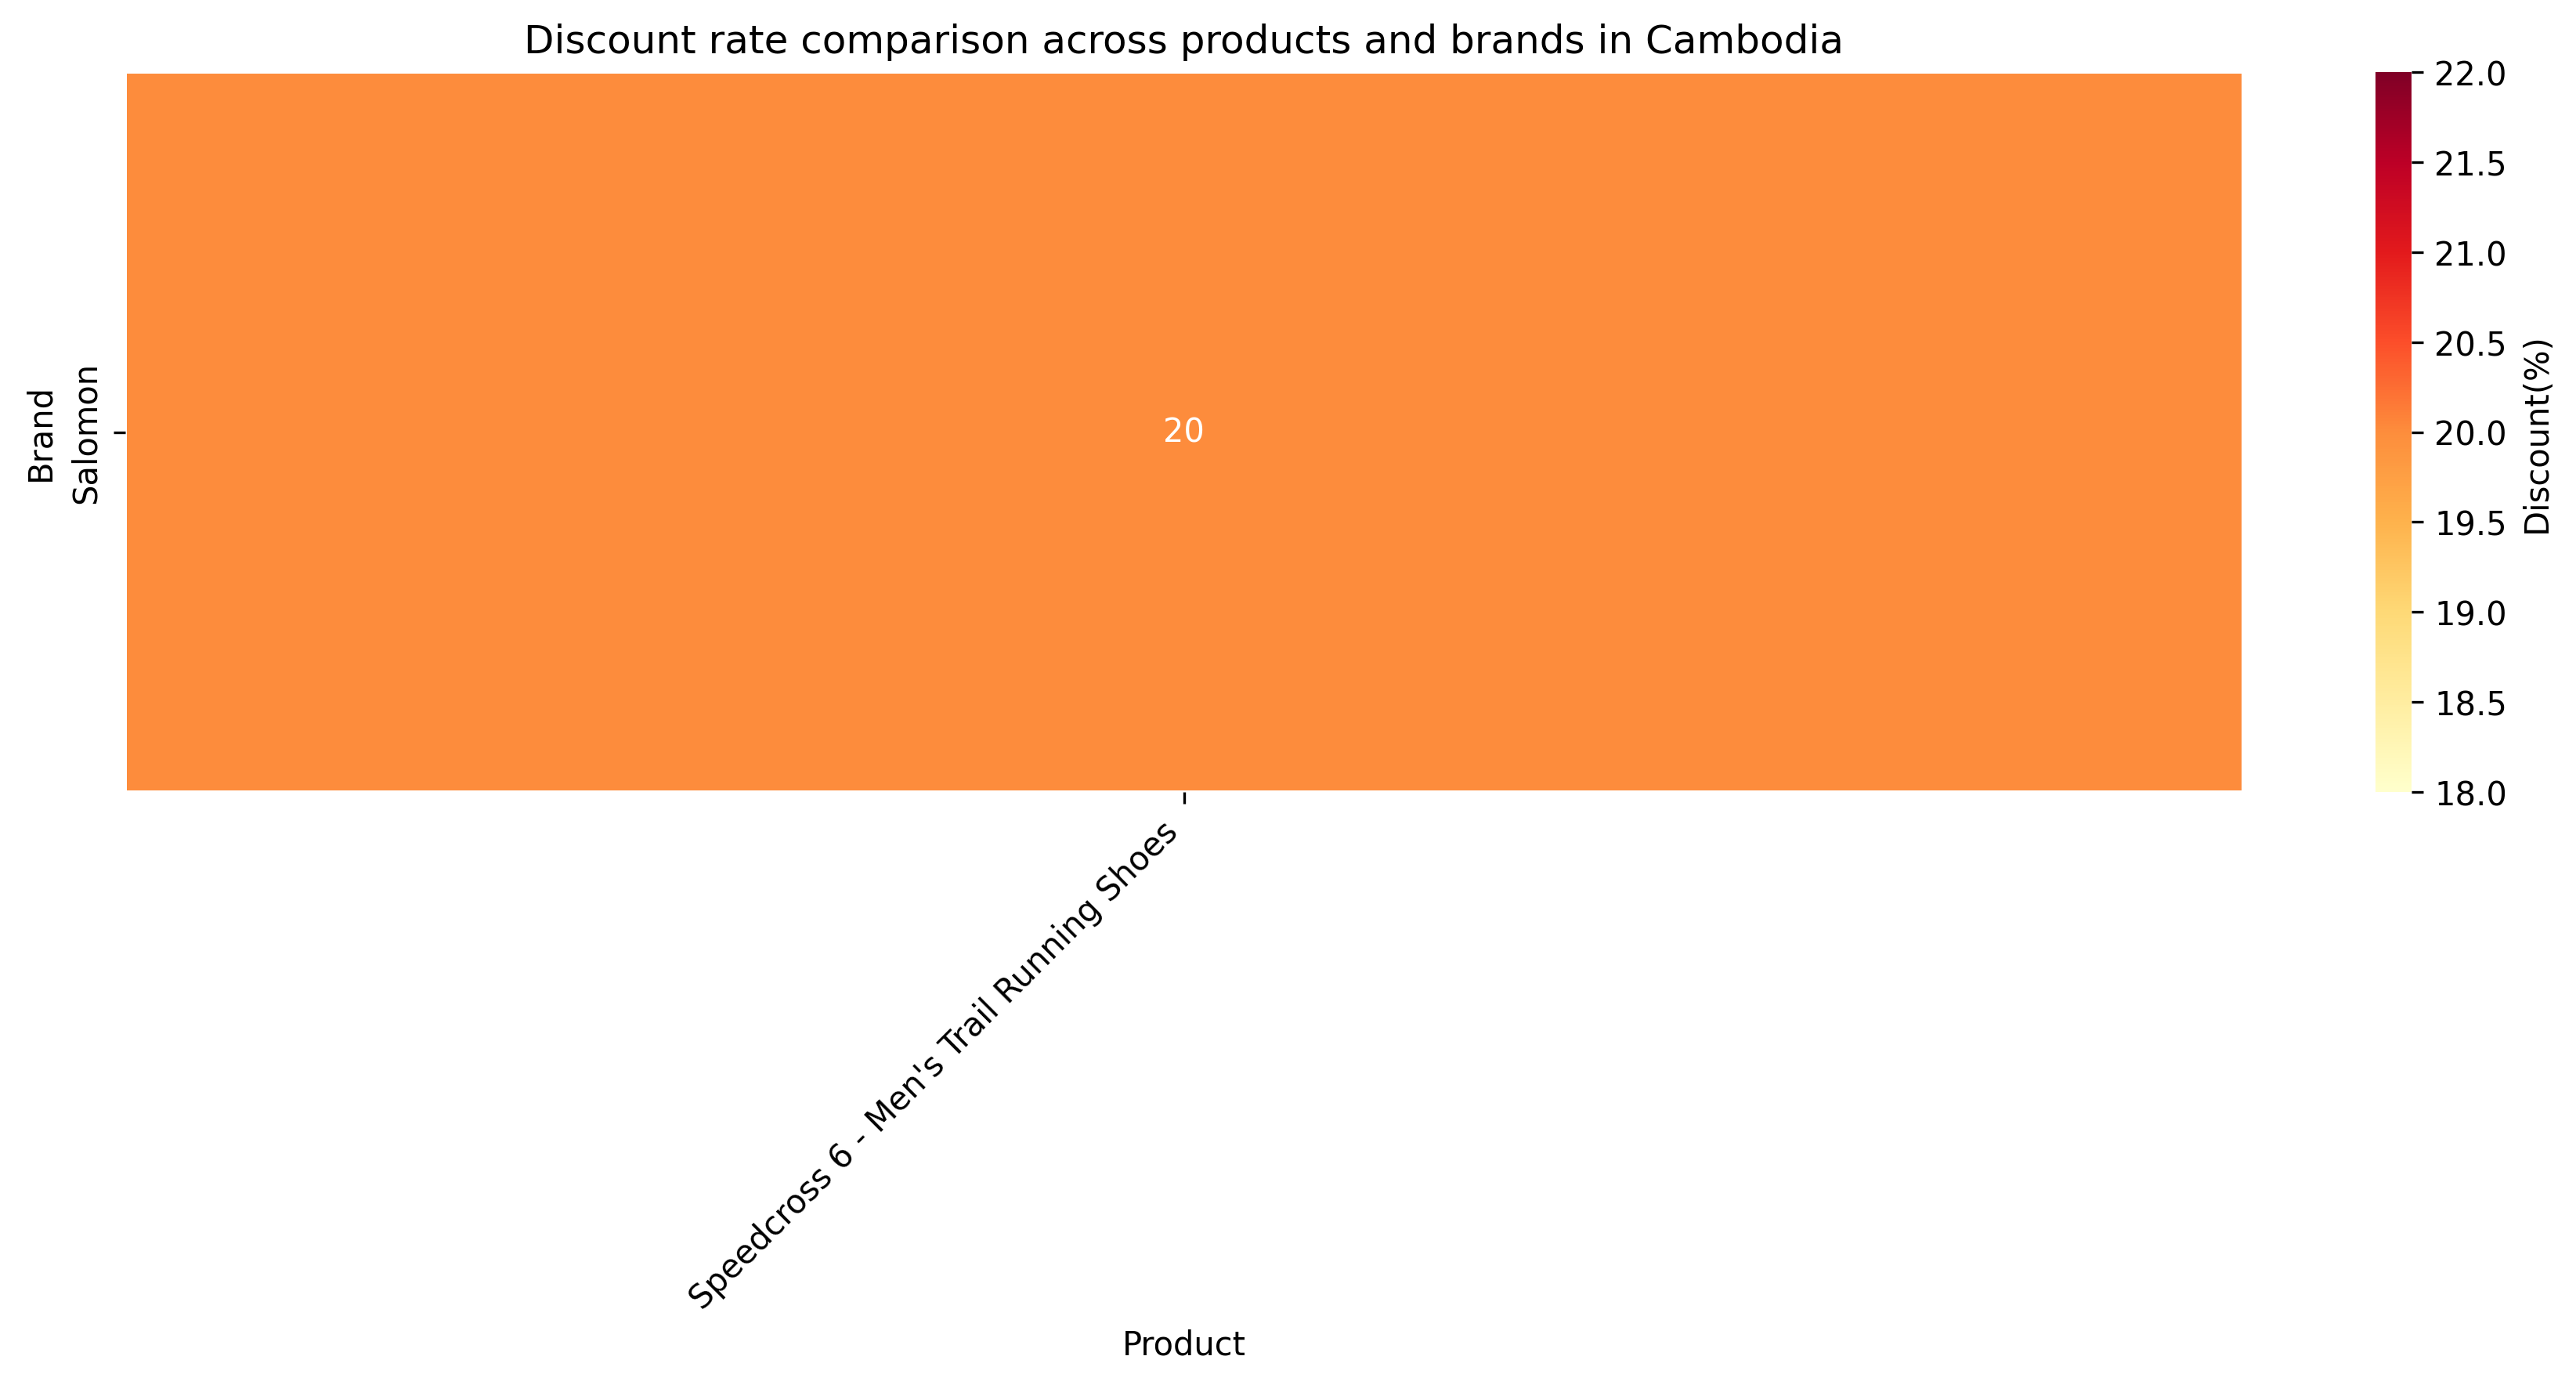 Discount rate comparison across products and brands in Cambodia
Brand
Salomon
20
Speedcross 6 - Men's Trail Running Shoes
Product
22.0
21.5
21.0
20.5
20.0
19.5
19.0
18.5
18.0
Discount(%)